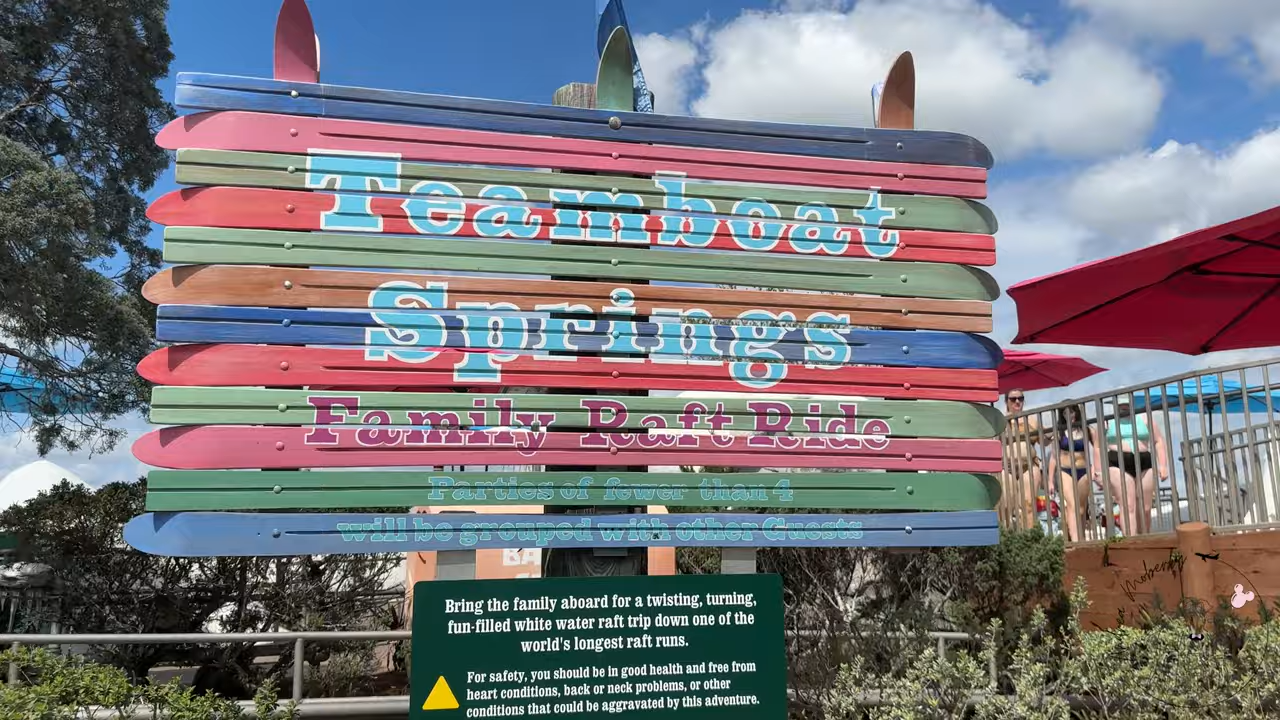 Teamboat
Springs
Family Raft Ride
Parties of fewer than 4
will be grouped with other Guests
BA
Bring the family aboard for a twisting, turning,
fun-filled white water raft trip down one of the
world's longest raft runs.
For safety, you should be in good health and free from
heart conditions, back or neck problems, or other
conditions that could be aggravated by this adventure.